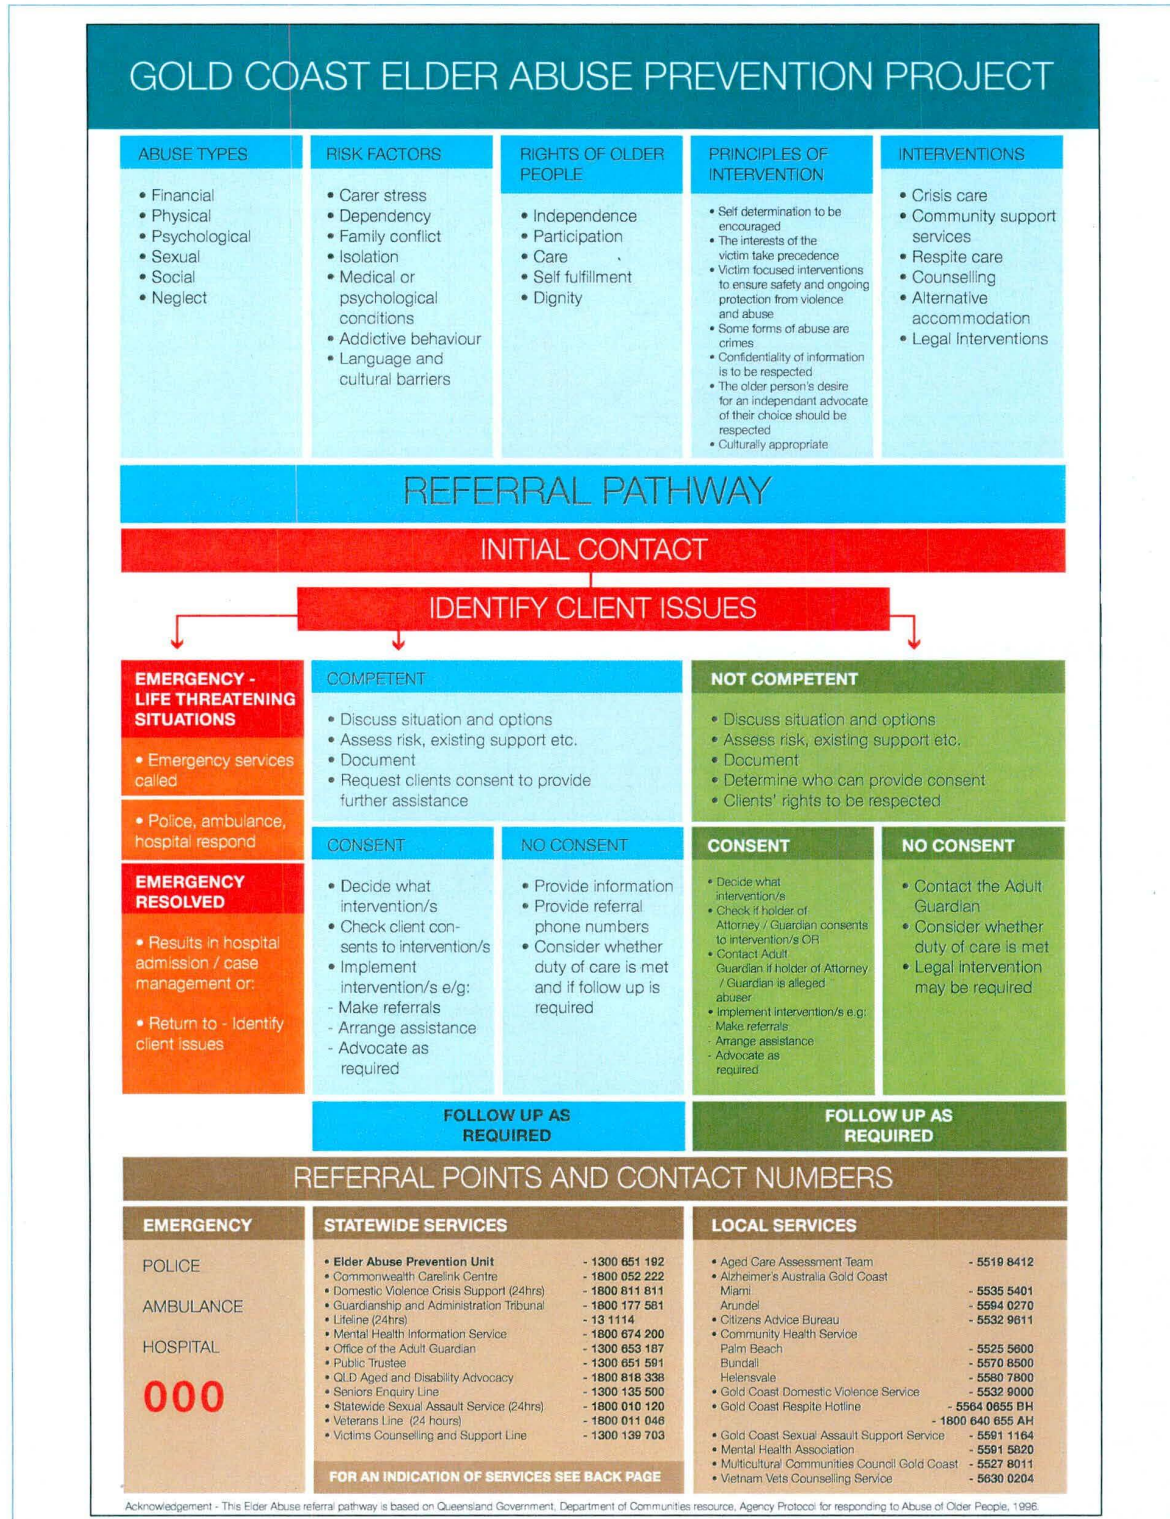 GOLD COAST ELDER ABUSE PREVENTION PROJECT
ABUSE TYPES
• Financial
• Physical
• Psychological
• Sexual
• Social
• Neglect
RISK FACTORS
• Carer stress
• Dependency
• Family conflict
• Isolation
• Medical or
psychological
conditions
• Addictive behaviour
• Language and
cultural barriers
RIGHTS OF OLDER
PEOPLE
• Independence
• Participation
• Care
• Self fulfillment
• Dignity
PRINCIPLES OF
INTERVENTION
• Self determination to be
encouraged
• The interests of the
victim take precedence
• Victim focused interventions
to ensure safety and ongoing
protection from violence
and abuse
• Some forms of abuse are
crimes
• Confidentiality of information
is to be respected
• The older person's desire
for an independant advocate
of their choice should be
respected
• Culturally appropriate
INTERVENTIONS
• Crisis care
• Community support
services
• Respite care
• Counselling
• Alternative
accommodation
• Legal Interventions
REFERRAL PATHWAY
INITIAL CONTACT
IDENTIFY CLIENT ISSUES
EMERGENCY -
LIFE THREATENING
SITUATIONS
• Emergency services
called
• Police, ambulance,
hospital respond
EMERGENCY
RESOLVED
• Results in hospital
admission / case
management or:
• Return to - Identify
client issues
COMPETENT
• Discuss situation and options
• Assess risk, existing support etc.
• Document
• Request clients consent to provide
further assistance
CONSENT
• Decide what
intervention/s
• Check client con-
sents to intervention/s
• Implement
intervention/s e/g:
- Make referrals
- Arrange assistance
- Advocate as
required
NO CONSENT
• Provide information
• Provide referral
phone numbers
• Consider whether
duty of care is met
and if follow up is
required
FOLLOW UP AS
REQUIRED
NOT COMPETENT
• Discuss situation and options
• Assess risk, existing support etc.
• Document
• Determine who can provide consent
• Clients' rights to be respected
CONSENT
• Decide what
intervention/s
• Check if holder of
Attorney / Guardian consents
to intervention/s OR
• Contact Adult
Guardian if holder of Attorney
/ Guardian is alleged
abuser
• Implement intervention/s e.g:
- Make referrals
- Arrange assistance
- Advocate as
required
NO CONSENT
• Contact the Adult
Guardian
• Consider whether
duty of care is met
• Legal intervention
may be required
FOLLOW UP AS
REQUIRED
REFERRAL POINTS AND CONTACT NUMBERS
EMERGENCY
POLICE
AMBULANCE
HOSPITAL
000
STATEWIDE SERVICES
• Elder Abuse Prevention Unit - 1300 651 192
• Commonwealth Carelink Centre - 1800 052 222
• Domestic Violence Crisis Support (24hrs) - 1800 811 811
• Guardianship and Administration Tribunal - 1800 177 581
• Lifeline (24hrs) - 13 1114
• Mental Health Information Service - 1800 674 200
• Office of the Adult Guardian - 1300 653 187
• Public Trustee - 1300 651 591
• QLD Aged and Disability Advocacy - 1800 818 338
• Seniors Enquiry Line - 1300 135 500
• Statewide Sexual Assault Service (24hrs) - 1800 010 120
• Veterans Line (24 hours) - 1800 011 046
• Victims Counselling and Support Line - 1300 139 703
FOR AN INDICATION OF SERVICES SEE BACK PAGE
LOCAL SERVICES
• Aged Care Assessment Team - 5519 8412
• Alzheimer's Australia Gold Coast
Miami - 5535 5401
Arundel - 5594 0270
• Citizens Advice Bureau - 5532 9611
• Community Health Service
Palm Beach - 5525 5600
Bundall - 5570 8500
Helensvale - 5580 7800
• Gold Coast Domestic Violence Service - 5532 9000
• Gold Coast Respite Hotline - 5564 0655 BH
- 1800 640 655 AH
• Gold Coast Sexual Assault Support Service - 5591 1164
• Mental Health Association - 5591 5820
• Multicultural Communities Council Gold Coast - 5527 8011
• Vietnam Vets Counselling Service - 5630 0204
Acknowledgement - This Elder Abuse referral pathway is based on Queensland Government, Department of Communities resource, Agency Protocol for responding to Abuse of Older People, 1996.